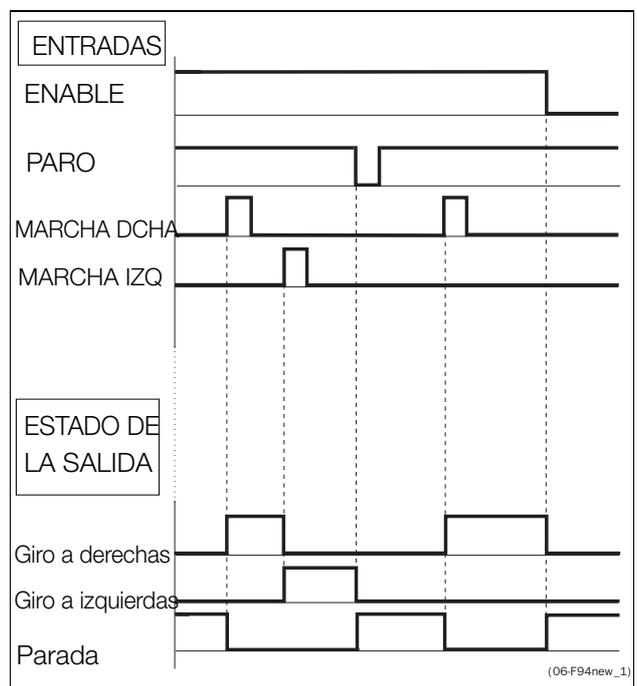 ENTRADAS
ENABLE
PARO
MARCHA DCHA
MARCHA IZQ
ESTADO DE
LA SALIDA
Giro a derechas
Giro a izquierdas
Parada
(06-F94new_1)